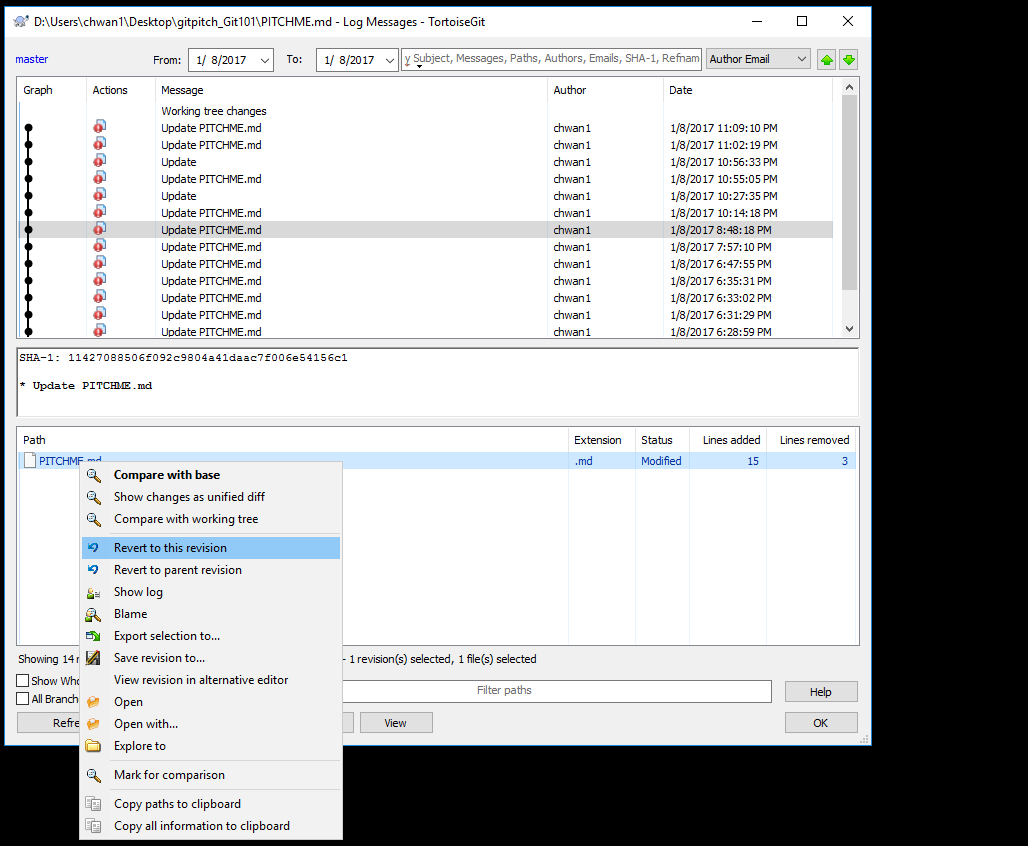 D:\Users\chwan1\Desktop\gitpitch_Git101\PITCHME.md - Log Messages - TortoiseGit
master From: 1/ 8/2017 To: 1/ 8/2017 Subject, Messages, Paths, Authors, Emails, SHA-1, Refnam Author Email
Graph Actions Message Author Date
Working tree changes
Update PITCHME.md chwan1 1/8/2017 11:09:10 PM
Update PITCHME.md chwan1 1/8/2017 11:02:19 PM
Update chwan1 1/8/2017 10:56:33 PM
Update PITCHME.md chwan1 1/8/2017 10:55:05 PM
Update chwan1 1/8/2017 10:27:35 PM
Update PITCHME.md chwan1 1/8/2017 10:14:18 PM
Update PITCHME.md chwan1 1/8/2017 8:48:18 PM
Update PITCHME.md chwan1 1/8/2017 7:57:10 PM
Update PITCHME.md chwan1 1/8/2017 6:47:55 PM
Update PITCHME.md chwan1 1/8/2017 6:35:31 PM
Update PITCHME.md chwan1 1/8/2017 6:33:02 PM
Update PITCHME.md chwan1 1/8/2017 6:31:29 PM
Update PITCHME.md chwan1 1/8/2017 6:28:59 PM
SHA-1: 11427088506f092c9804a41daac7f006e54156c1
* Update PITCHME.md
Path Extension Status Lines added Lines removed
PITCHME.md .md Modified 15 3
Compare with base
Show changes as unified diff
Compare with working tree
Revert to this revision
Revert to parent revision
Show log
Blame
Export selection to...
Save revision to...
View revision in alternative editor
Open
Open with...
Explore to
Mark for comparison
Copy paths to clipboard
Copy all information to clipboard
Showing 14 r - 1 revision(s) selected, 1 file(s) selected
Show Who
Filter paths Help
All Branch
Refre View OK